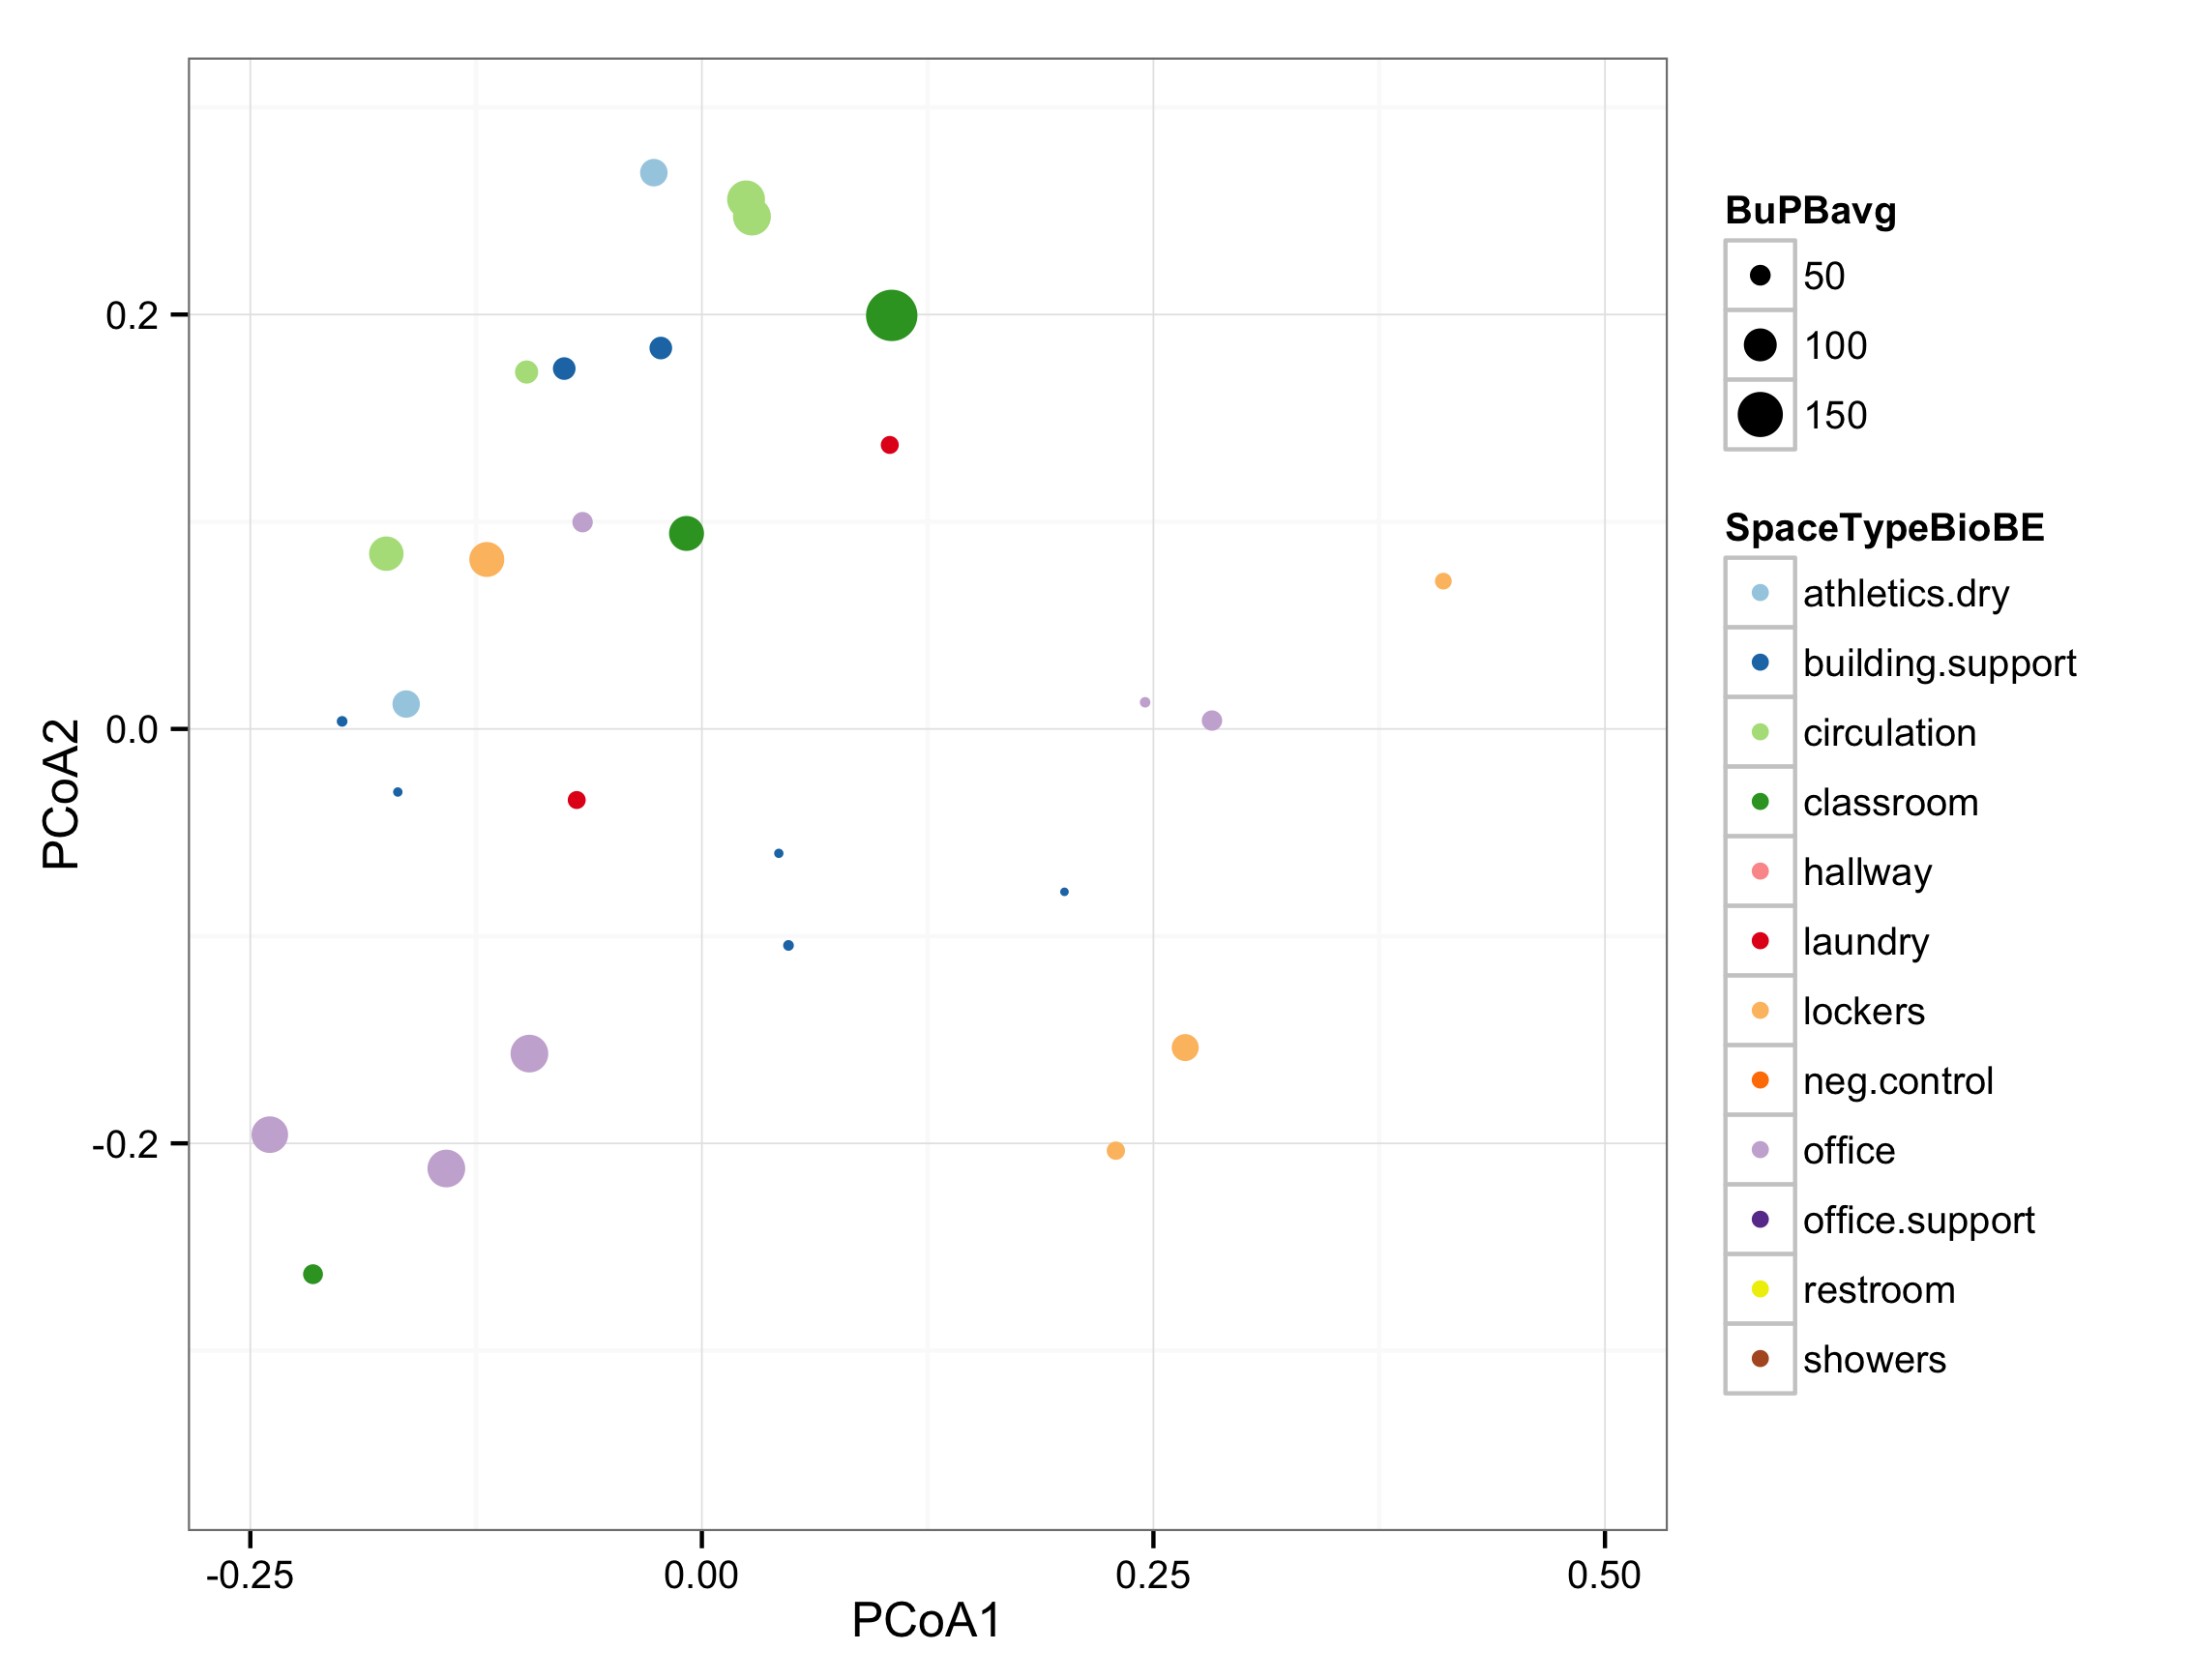 BuPBavg
50
100
150
SpaceTypeBioBE
athletics.dry
building.support
circulation
classroom
hallway
laundry
lockers
neg.control
office
office.support
restroom
showers
PCoA2
0.2
0.0
-0.2
-0.25 0.00 0.25 0.50
PCoA1